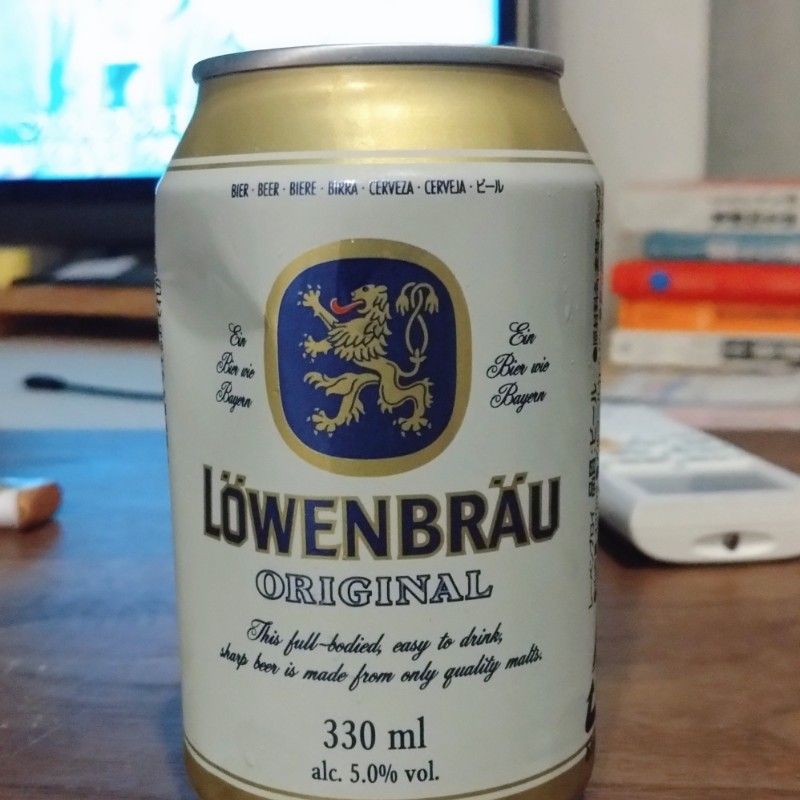 BIER · BEER · BIERE · BIRRA · CERVEZA · CERVEJA · ビール
Ein
Bier wie
Bayern
Ein
Bier wie
Bayern
LÖWENBRÄU
ORIGINAL
This full-bodied, easy to drink,
sharp beer is made from only quality malts.
330 ml
alc. 5.0% vol.